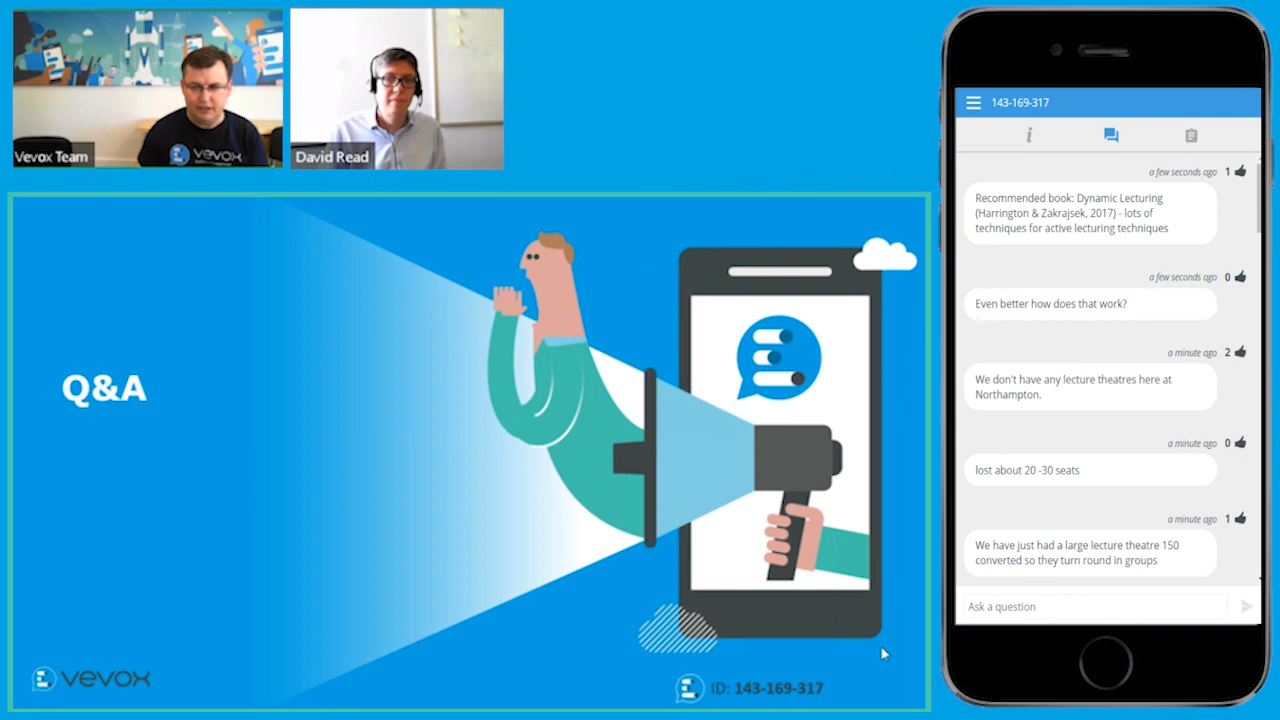 VEVOX
Vevox Team
David Read
Q&A
VEVOX
ID: 143-169-317
143-169-317
a few seconds ago 1
Recommended book: Dynamic Lecturing
(Harrington & Zakrajsek, 2017) - lots of
techniques for active lecturing techniques
a few seconds ago 0
Even better how does that work?
a minute ago 2
We don't have any lecture theatres here at
Northampton.
a minute ago 0
lost about 20 -30 seats
a minute ago 1
We have just had a large lecture theatre 150
converted so they turn round in groups
Ask a question